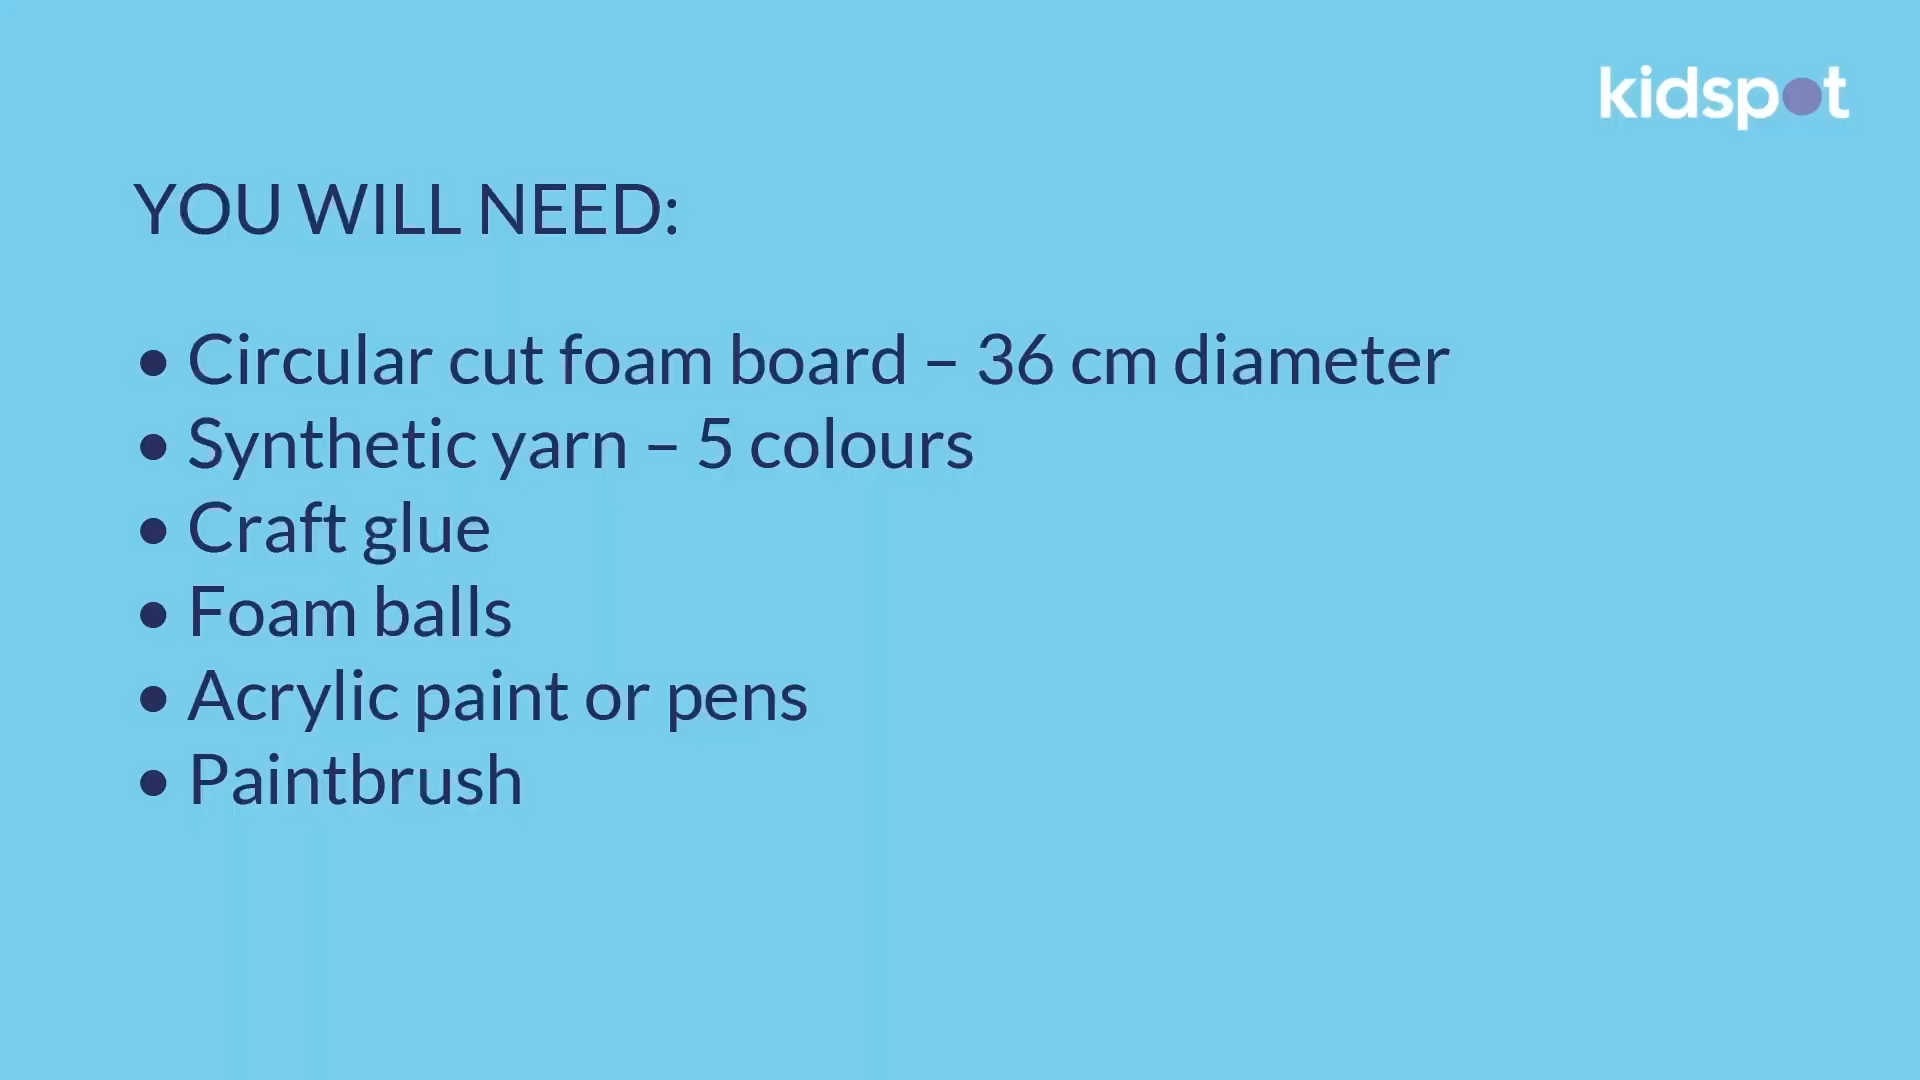 kidspot
YOU WILL NEED:
• Circular cut foam board – 36 cm diameter
• Synthetic yarn – 5 colours
• Craft glue
• Foam balls
• Acrylic paint or pens
• Paintbrush